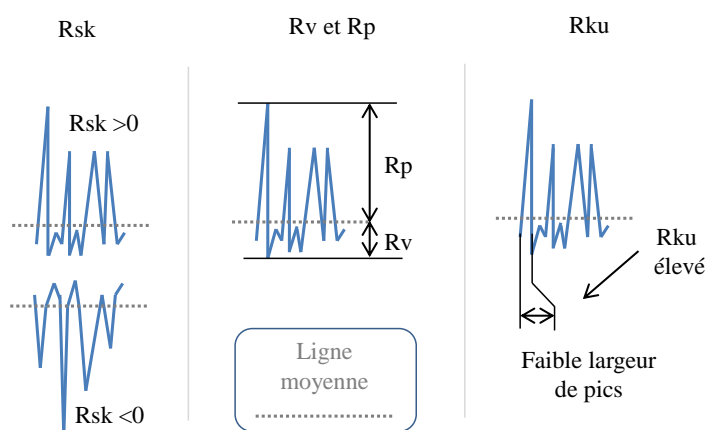 Rsk
Rsk >0
Rsk <0
Rv et Rp
Rp
Rv
Ligne
moyenne
Rku
Rku
élevé
Faible largeur
de pics